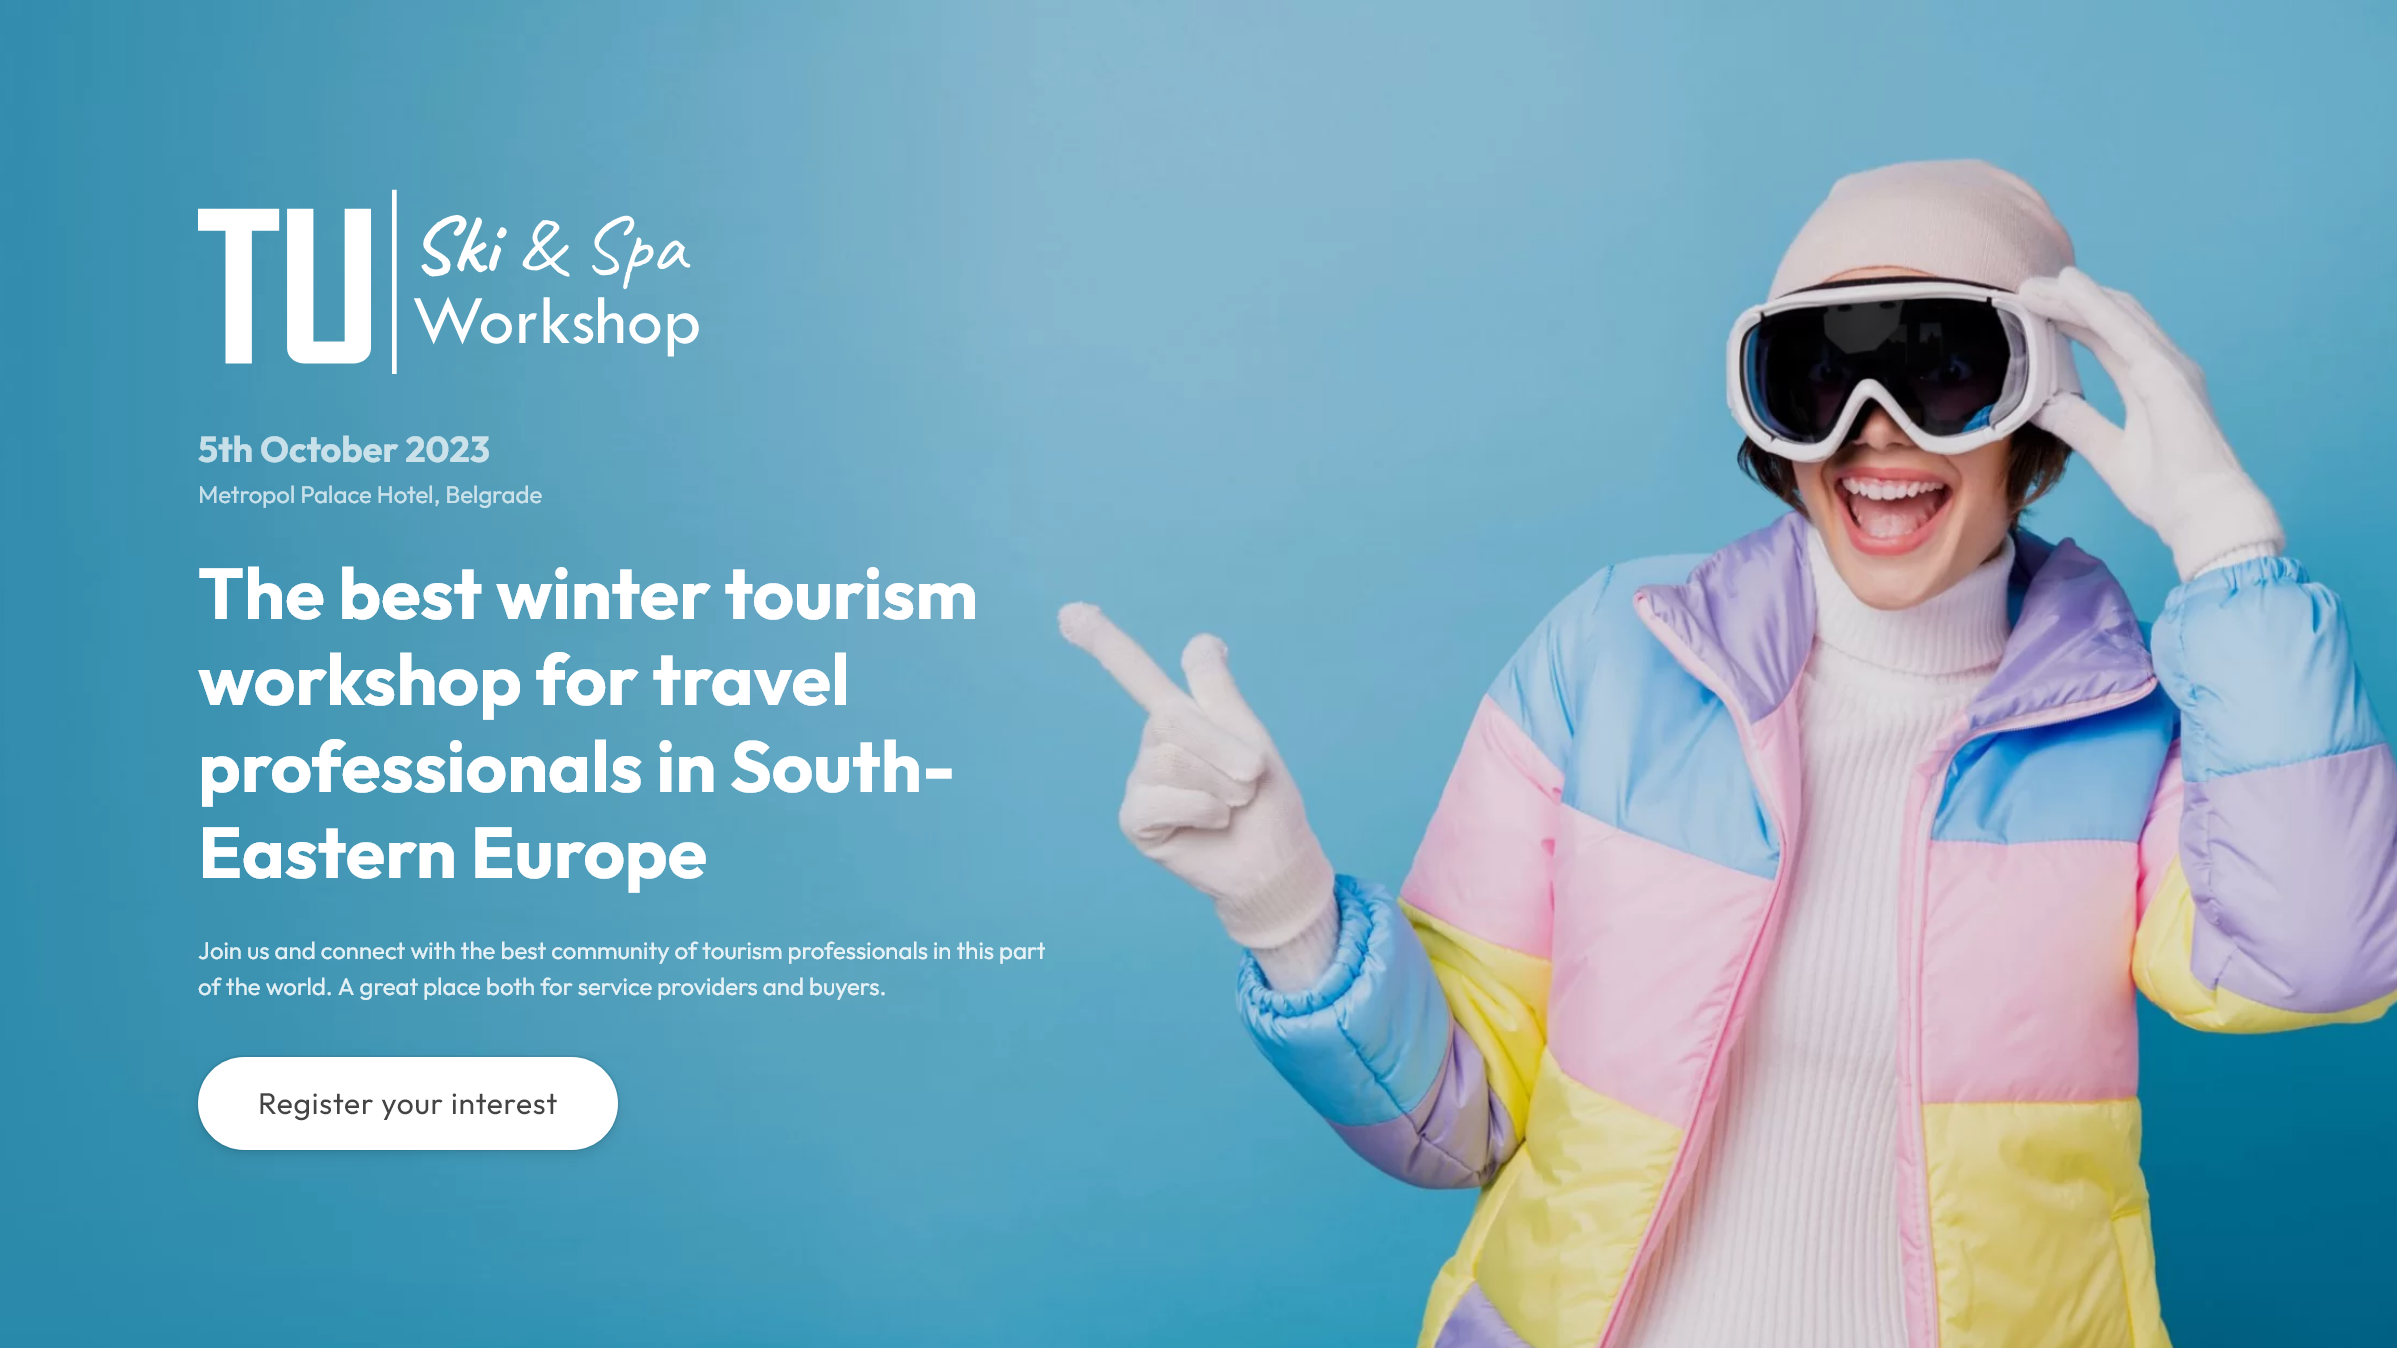 TU
Ski & Spa
Workshop
5th October 2023
Metropol Palace Hotel, Belgrade
The best winter tourism
workshop for travel
professionals in South-
Eastern Europe
Join us and connect with the best community of tourism professionals in this part
of the world. A great place both for service providers and buyers.
Register your interest